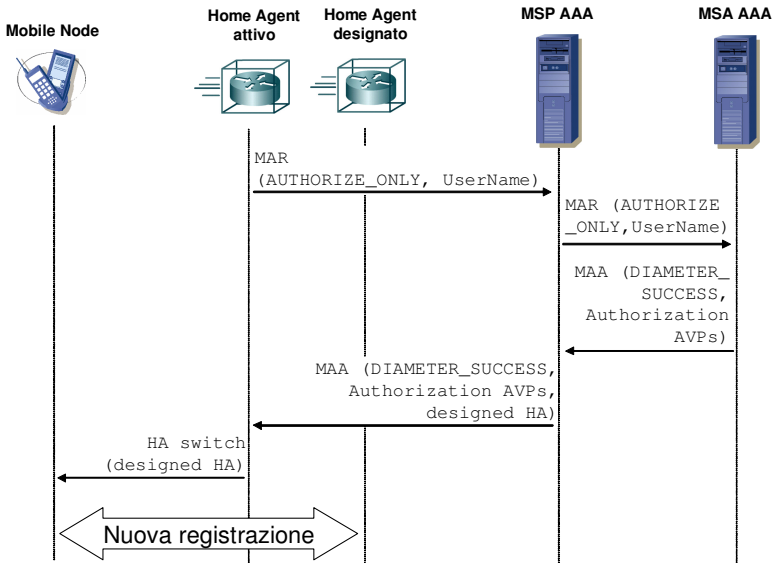 Mobile Node
Home Agent
attivo
Home Agent
designato
MSP AAA
MSA AAA
MAR
(AUTHORIZE_ONLY, UserName)
MAR (AUTHORIZE
_ONLY,UserName)
MAA (DIAMETER_
SUCCESS,
Authorization
AVPs)
MAA (DIAMETER_SUCCESS,
Authorization AVPs,
designed HA)
HA switch
(designed HA)
Nuova registrazione